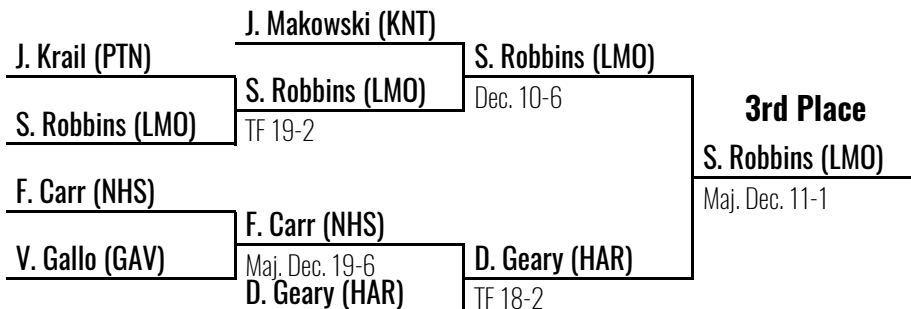 J. Makowski (KNT)
J. Krail (PTN)
S. Robbins (LMO)
S. Robbins (LMO)
Dec. 10-6
3rd Place
S. Robbins (LMO)
TF 19-2
S. Robbins (LMO)
Maj. Dec. 11-1
F. Carr (NHS)
F. Carr (NHS)
V. Gallo (GAV)
Maj. Dec. 19-6
D. Geary (HAR)
D. Geary (HAR)
TF 18-2